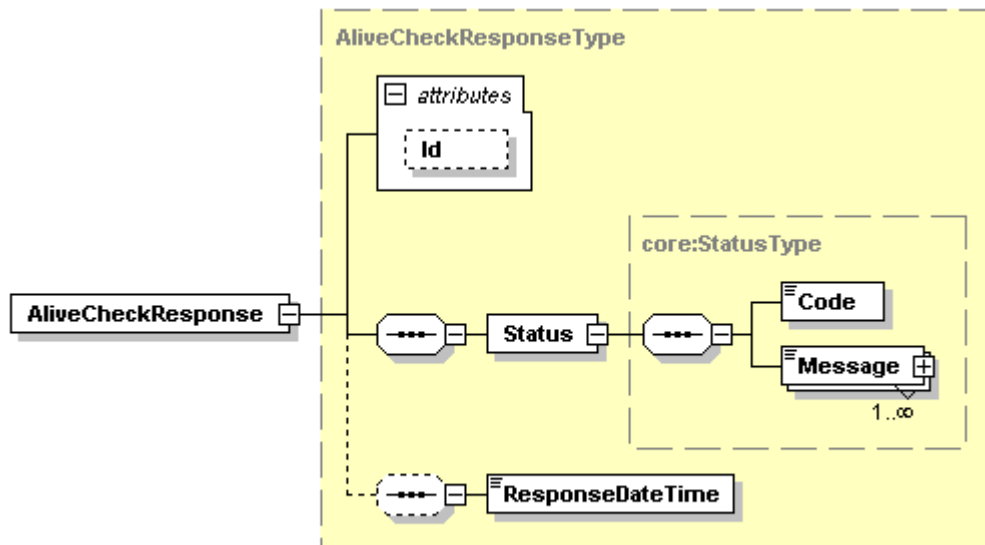 AliveCheckResponseType
attributes
Id
core:StatusType
AliveCheckResponse
Code
Status
Message
1..∞
ResponseDateTime